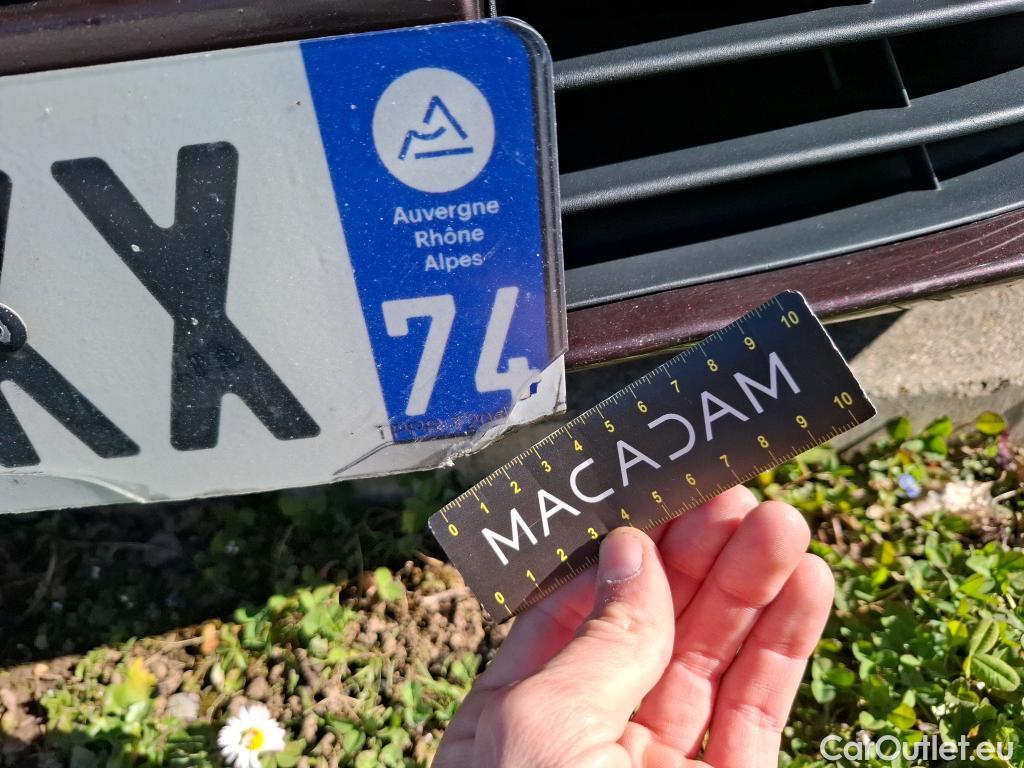 X
Auvergne
Rhône
Alpes
74
0 1 2 3 4 5 6 7 8 9 10
MACADAM
0 1 2 3 4 5 6 7 8 9 10
CarOutlet.eu